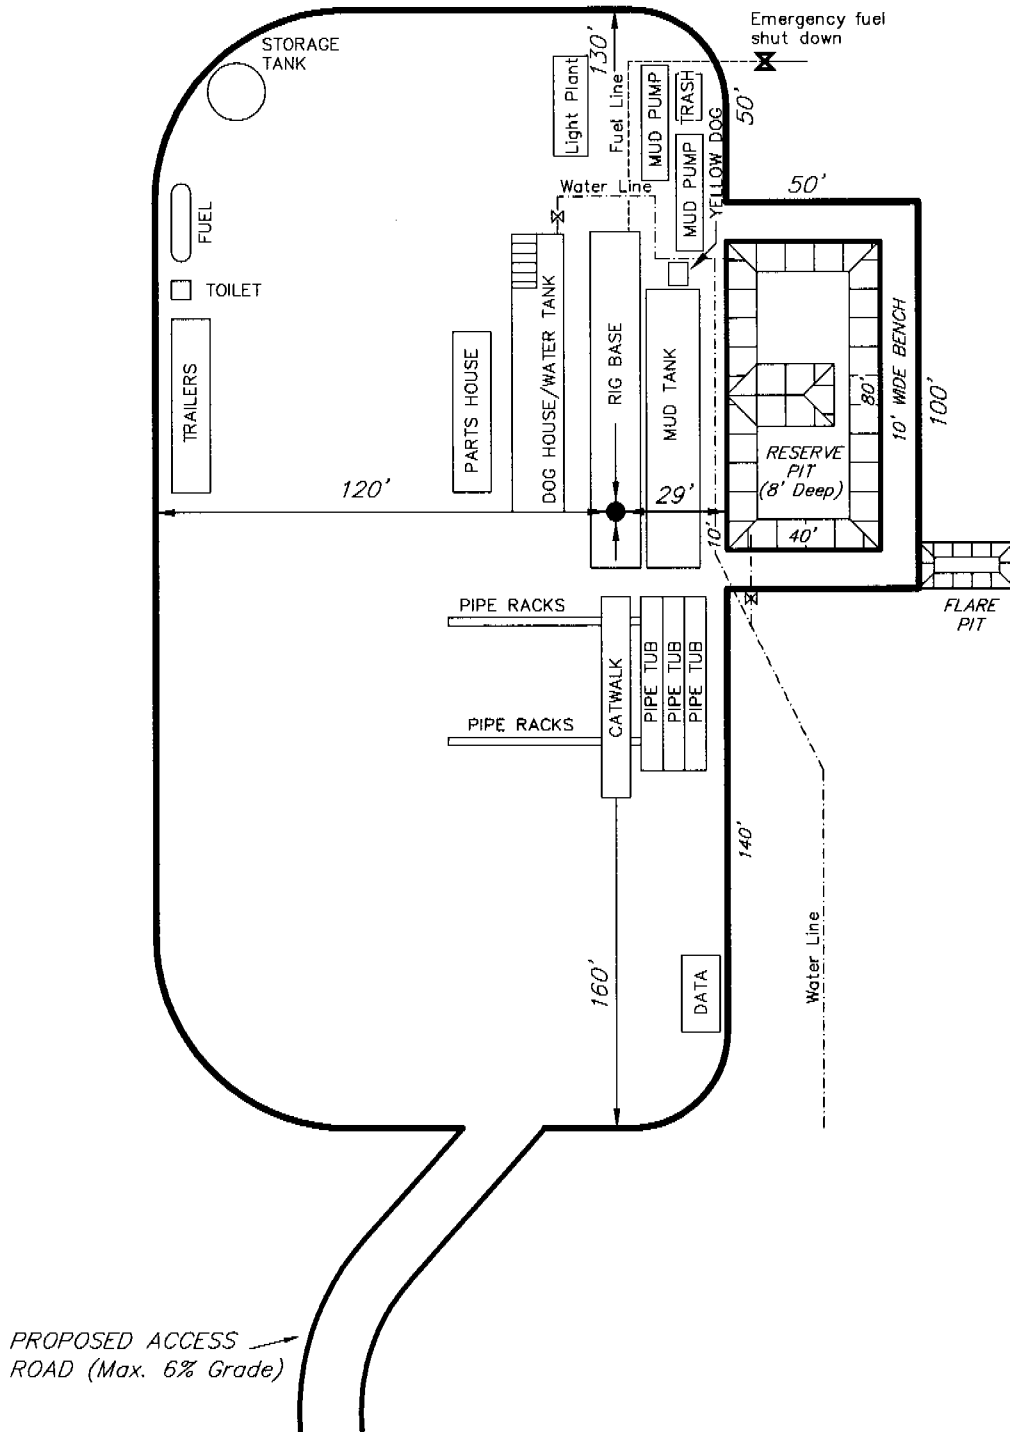 Emergency fuel
shut down
STORAGE
TANK
130'
Light Plant
Fuel Line
MUD PUMP
TRASH
50'
MUD PUMP
YELLOW DOG
Water Line
50'
FUEL
TOILET
TRAILERS
PARTS HOUSE
DOG HOUSE/WATER TANK
RIG BASE
MUD TANK
80'
10' WIDE BENCH
100'
RESERVE
PIT
(8' Deep)
120'
29'
10'
40'
FLARE
PIT
PIPE RACKS
CATWALK
PIPE TUB
PIPE TUB
PIPE TUB
PIPE RACKS
140'
160'
DATA
Water Line
PROPOSED ACCESS
ROAD (Max. 6% Grade)